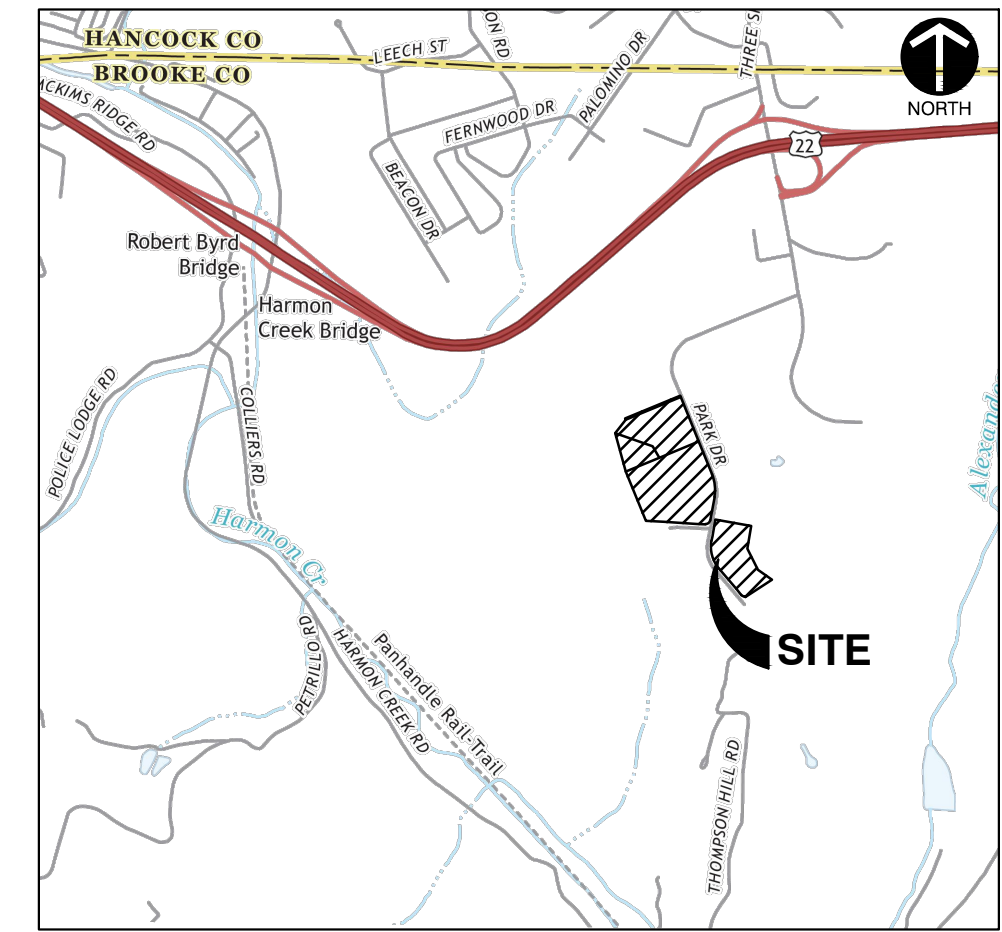 HANCOCK CO
BROOKE CO
LEECH ST
ON RD
PALOMINO DR
THREE S
NORTH
MCKIMS RIDGE RD
FERNWOOD DR
22
BEACON DR
Robert Byrd
Bridge
Harmon
Creek Bridge
POLICE LODGE RD
COLLIERS RD
PARK DR
Alexand
Harmon Cr
SITE
PETRILLO RD
HARMON CREEK RD
Panhandle Rail-Trail
THOMPSON HILL RD